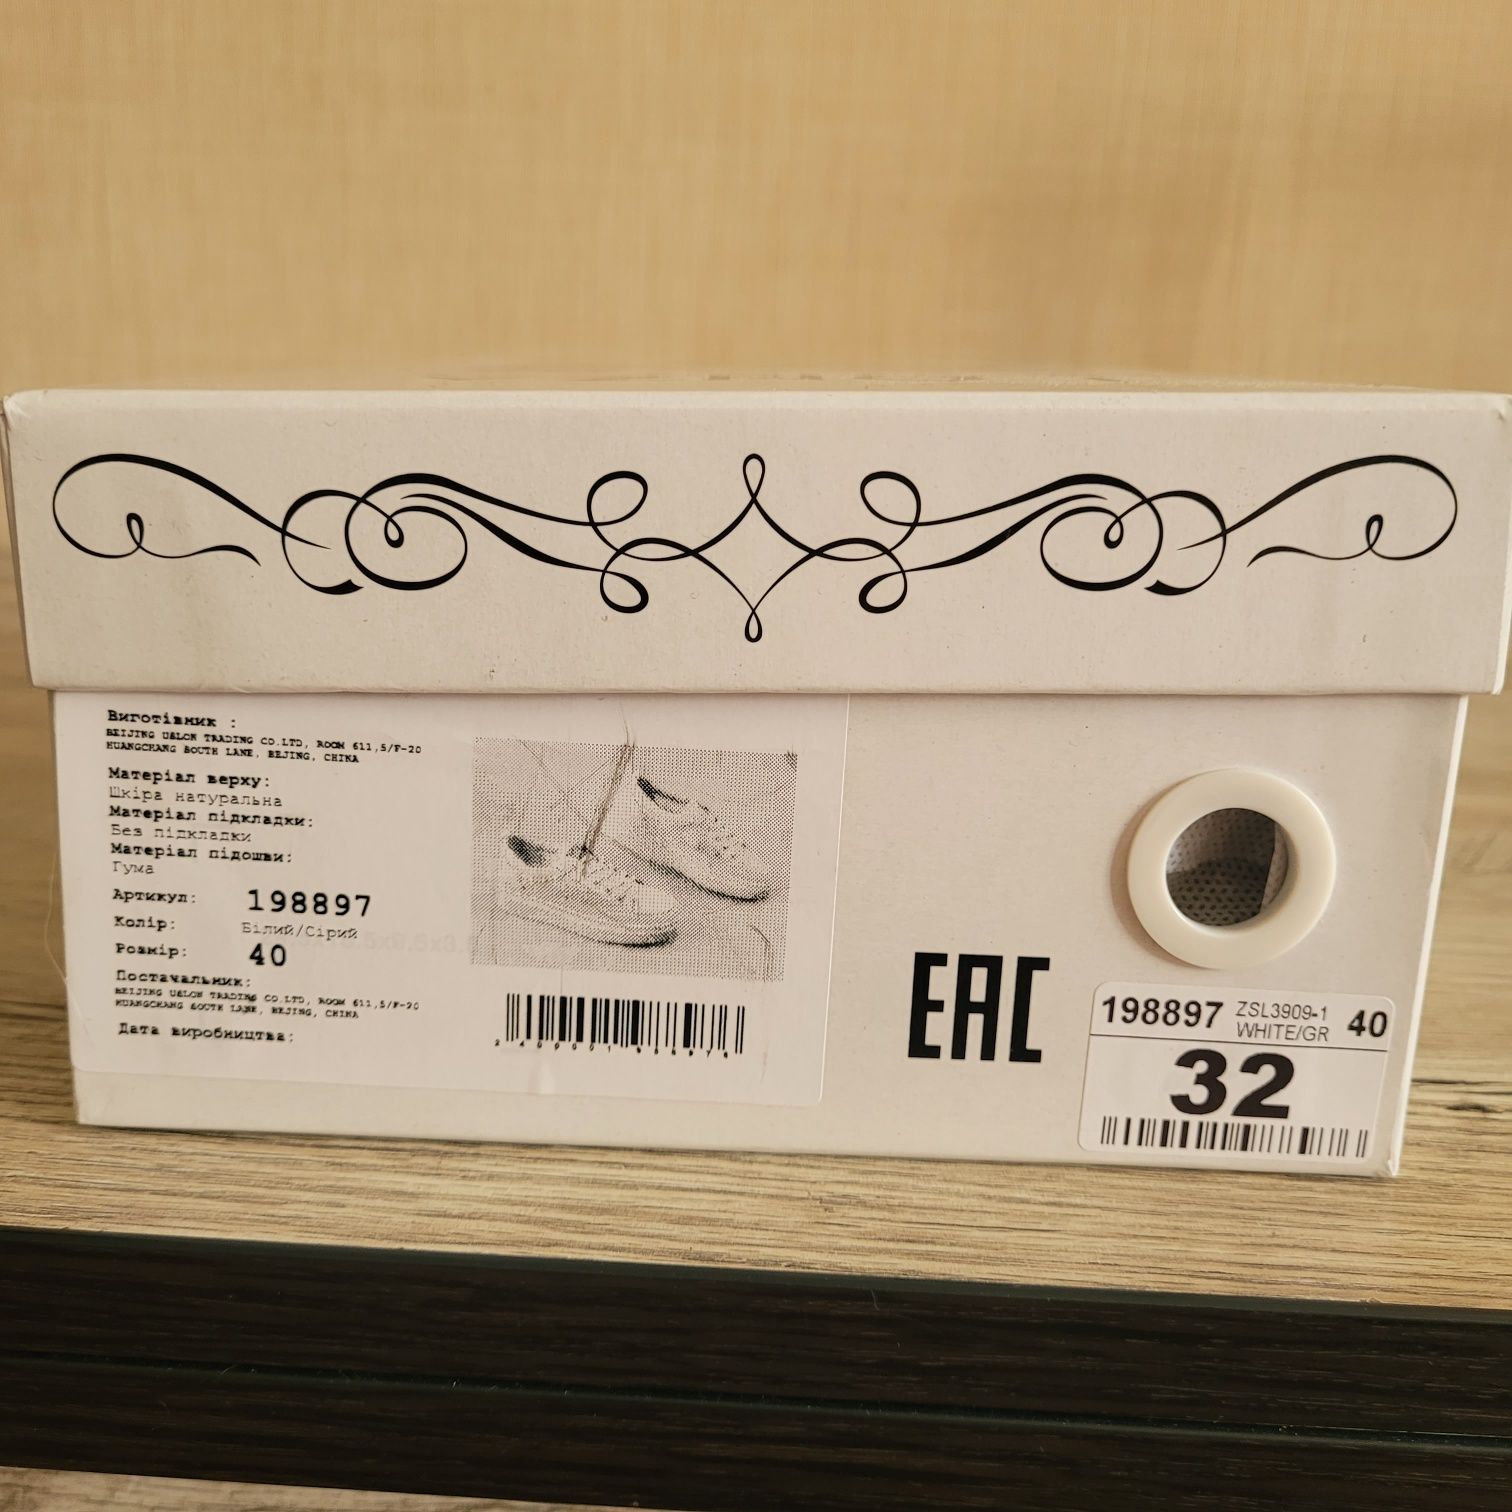 Виготівник :
BEIJING U&LON TRADING CO.LTD, ROOM 611,5/F-20
HUANGCHANG SOUTH LANE, BEJING, CHINA
Матеріал верху:
Шкіра натуральна
Матеріал підкладки:
Без підкладки
Матеріал підошви:
Гума
Артикул: 198897
Колір: Білий/Сірий
Розмір: 40
Постачальник:
BEIJING U&LON TRADING CO.LTD, ROOM 611,5/F-20
HUANGCHANG SOUTH LANE, BEJING, CHINA
Дата виробництва:
EAC
198897 ZSL3909-1 40
WHITE/GR
32